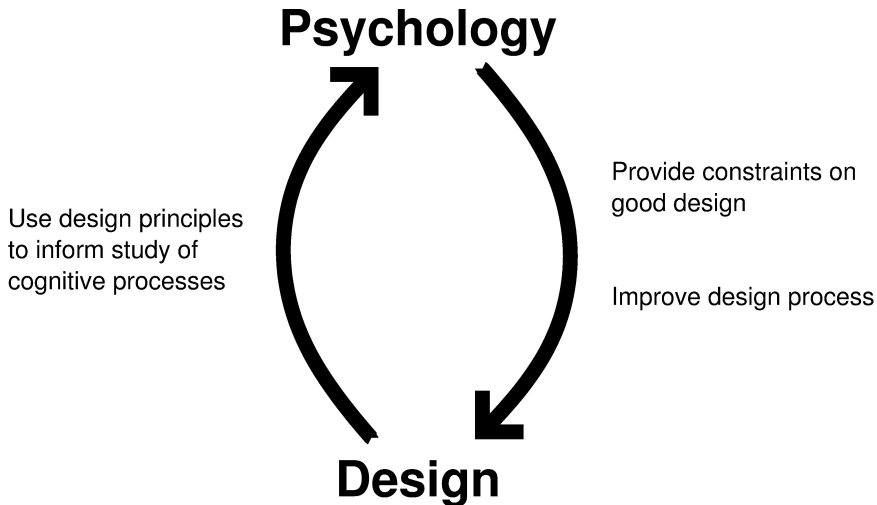 Psychology
Provide constraints on
good design
Use design principles
to inform study of
cognitive processes
Improve design process
Design